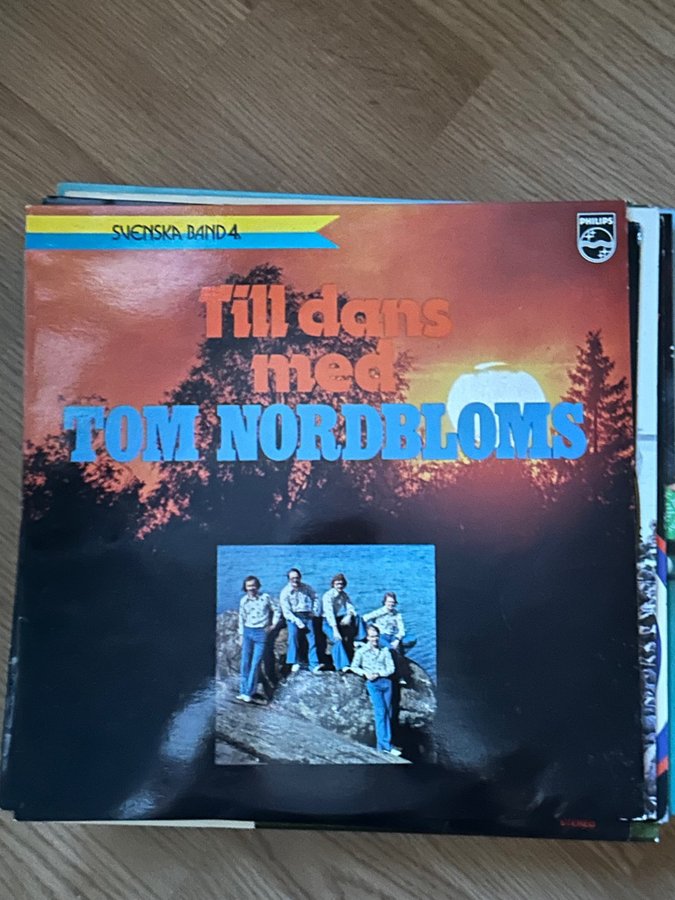 SVENSKA BAND 4.
PHILIPS
Till dans
med
TOM NORDBLOMS
STEREO